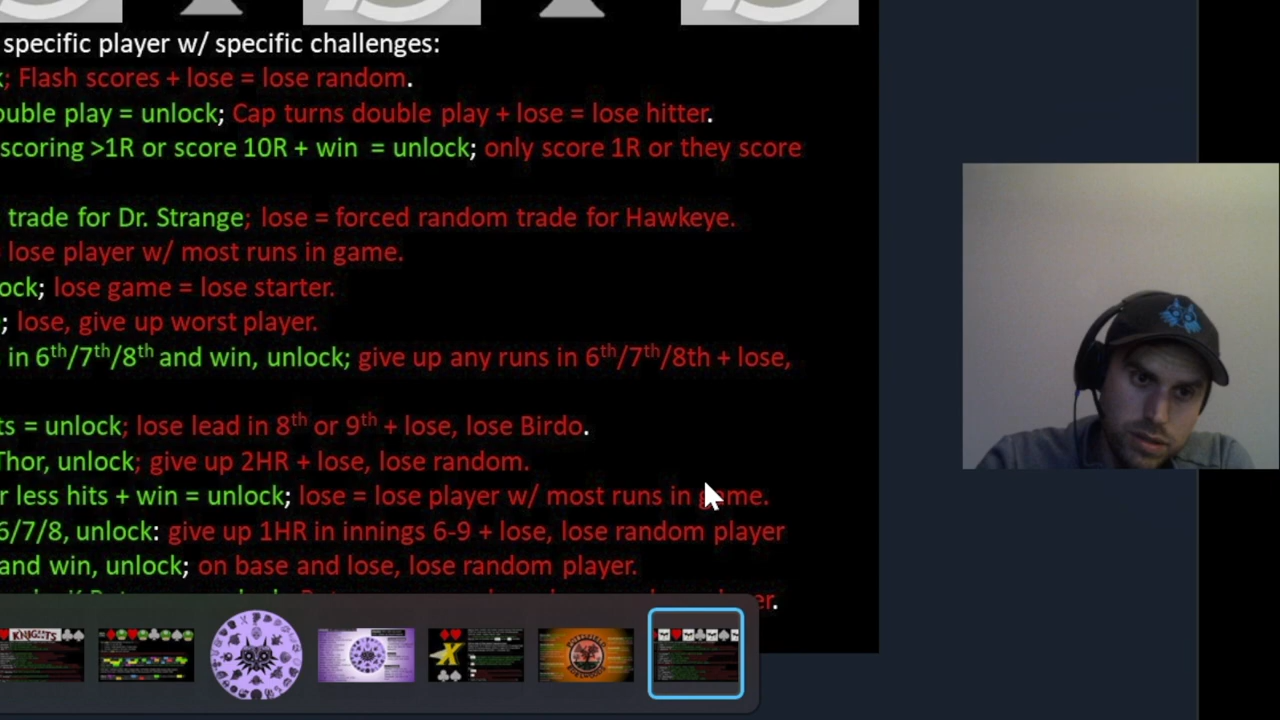 specific player w/ specific challenges:
; Flash scores + lose = lose random.
ouble play = unlock; Cap turns double play + lose = lose hitter.
scoring >1R or score 10R + win = unlock; only score 1R or they score
trade for Dr. Strange; lose = forced random trade for Hawkeye.
lose player w/ most runs in game.
ock; lose game = lose starter.
; lose, give up worst player.
in 6th/7th/8th and win, unlock; give up any runs in 6th/7th/8th + lose,
ts = unlock; lose lead in 8th or 9th + lose, lose Birdo.
Thor, unlock; give up 2HR + lose, lose random.
r less hits + win = unlock; lose = lose player w/ most runs in game.
6/7/8, unlock: give up 1HR in innings 6-9 + lose, lose random player
and win, unlock; on base and lose, lose random player.
er.
KNIGHTS
X